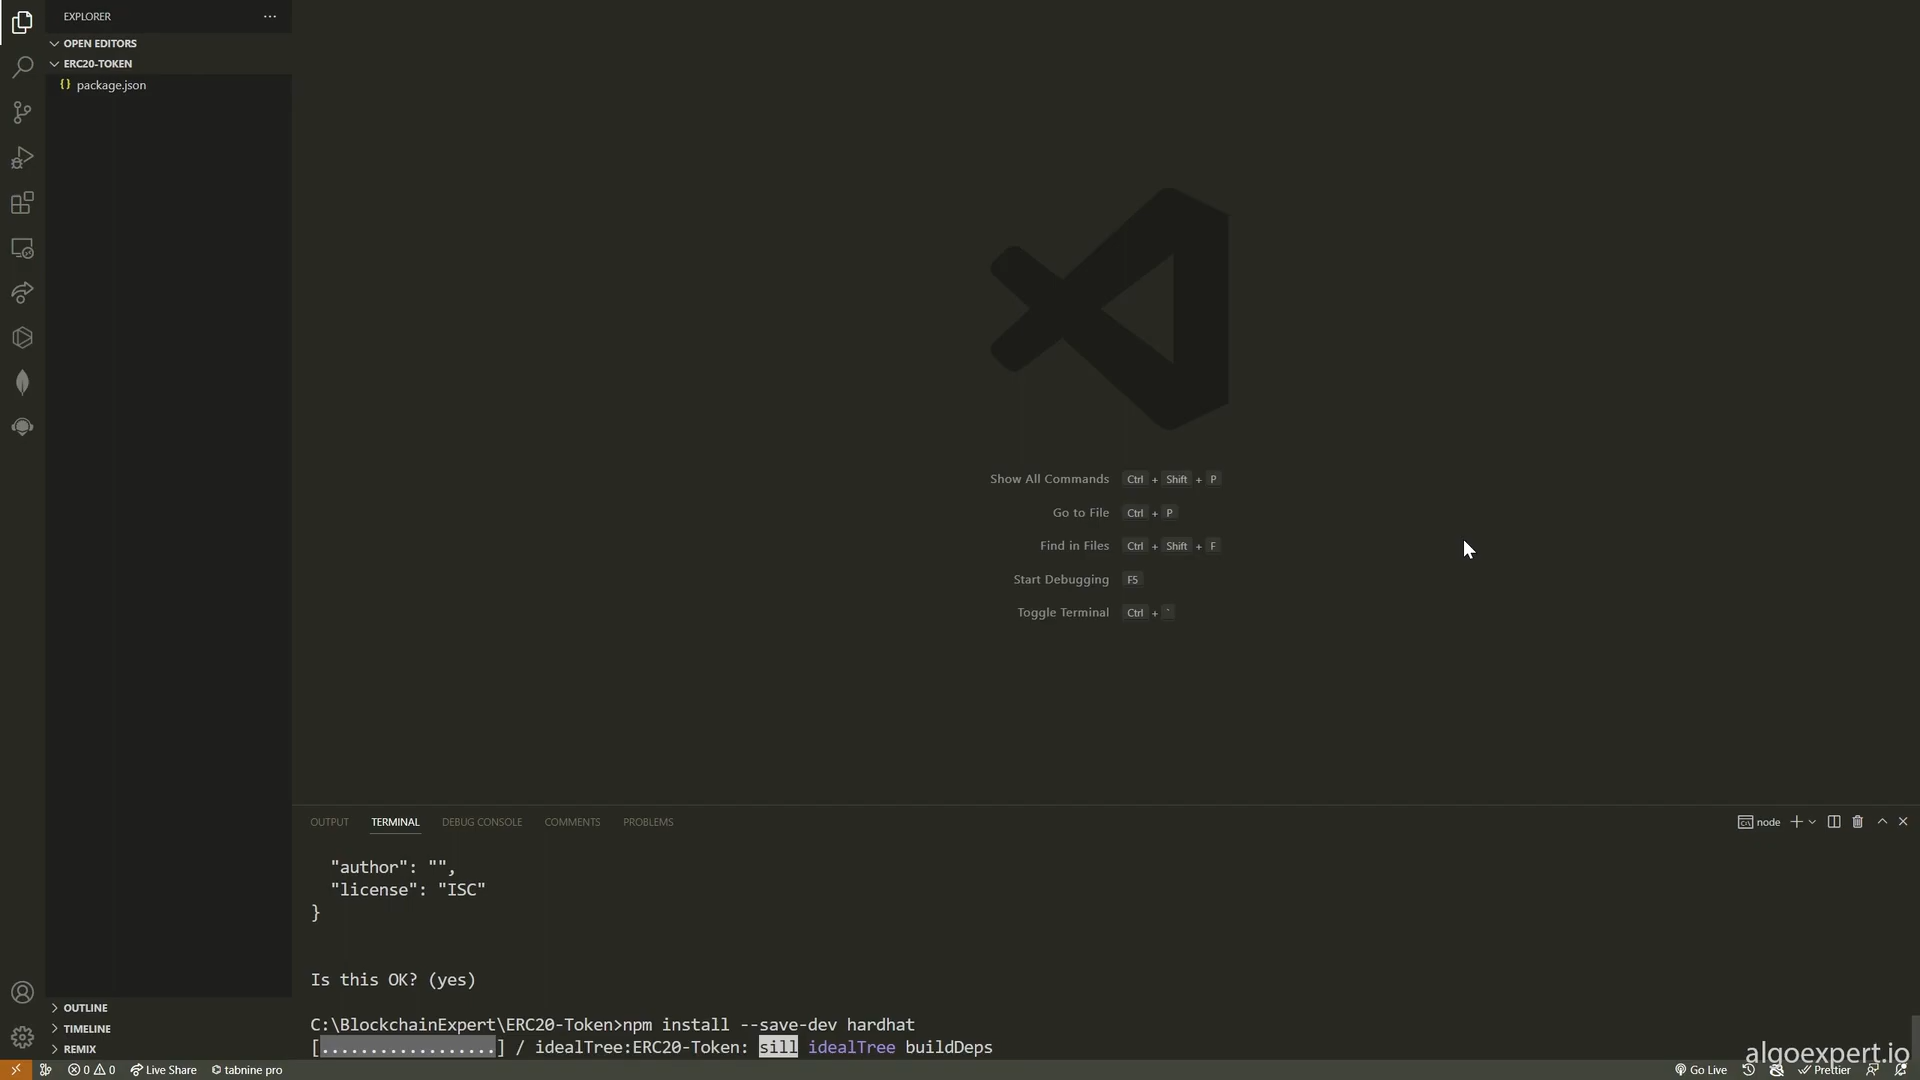 EXPLORER
OPEN EDITORS
ERC20-TOKEN
{} package.json
Show All Commands Ctrl + Shift + P
Go to File Ctrl + P
Find in Files Ctrl + Shift + F
Start Debugging F5
Toggle Terminal Ctrl + `
OUTPUT TERMINAL DEBUG CONSOLE COMMENTS PROBLEMS
node
"author": "",
"license": "ISC"
}
Is this OK? (yes)
C:\BlockchainExpert\ERC20-Token>npm install --save-dev hardhat
[..................] / idealTree:ERC20-Token: sill idealTree buildDeps
OUTLINE
TIMELINE
REMIX
0 0 Live Share tabnine pro
Go Live Prettier
algoexpert.io